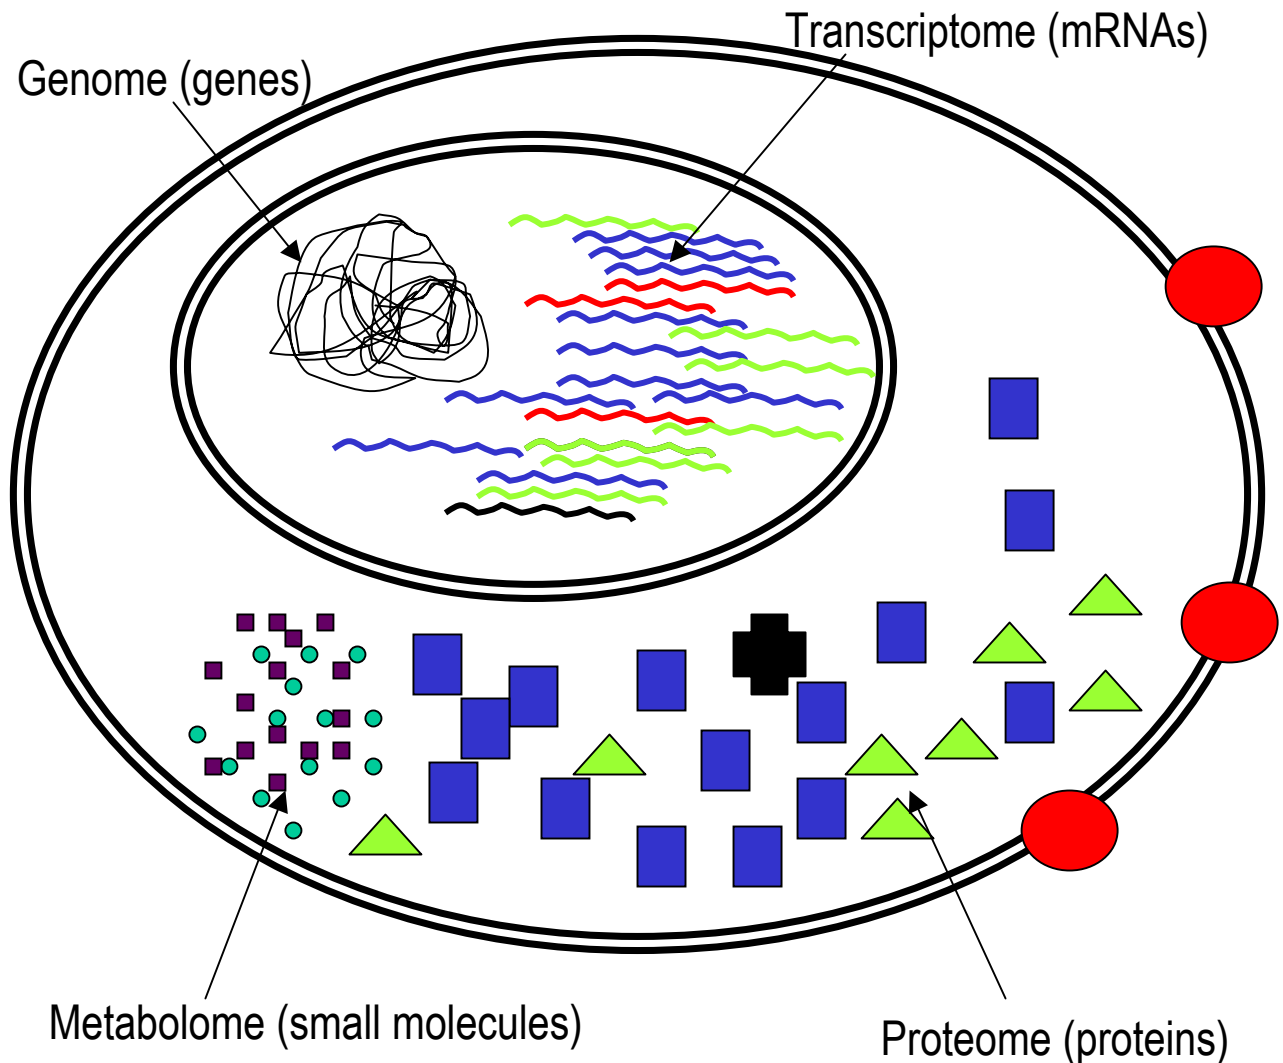 Transcriptome (mRNAs)
Genome (genes)
Metabolome (small molecules)
Proteome (proteins)